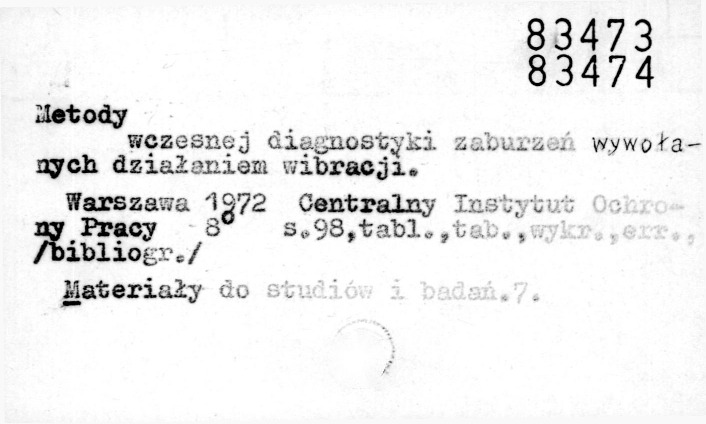 83473
83474
Metody
wczesnej diagnostyki zaburzeń wywoła-
nych działaniem wibracji.
Warszawa 1972 Centralny Instytut Ochro-
ny Pracy 8° s.98,tabl.,tab.,wykr.,err.,
/bibliogr./
Materiały do studiów i badań.7.